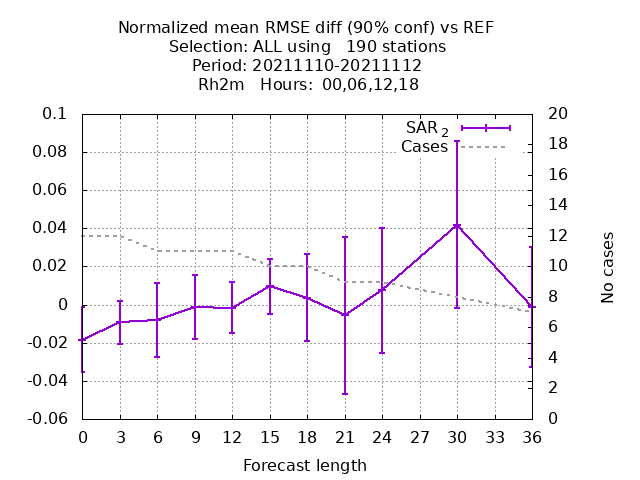 Normalized mean RMSE diff (90% conf) vs REF
Selection: ALL using   190 stations
Period: 20211110-20211112
Rh2m   Hours:  00,06,12,18
0.1
0.08
0.06
0.04
0.02
0
-0.02
-0.04
-0.06
SAR 2
Cases
20
18
16
14
12
10
8
6
4
2
0
No cases
0 3 6 9 12 15 18 21 24 27 30 33 36
Forecast length